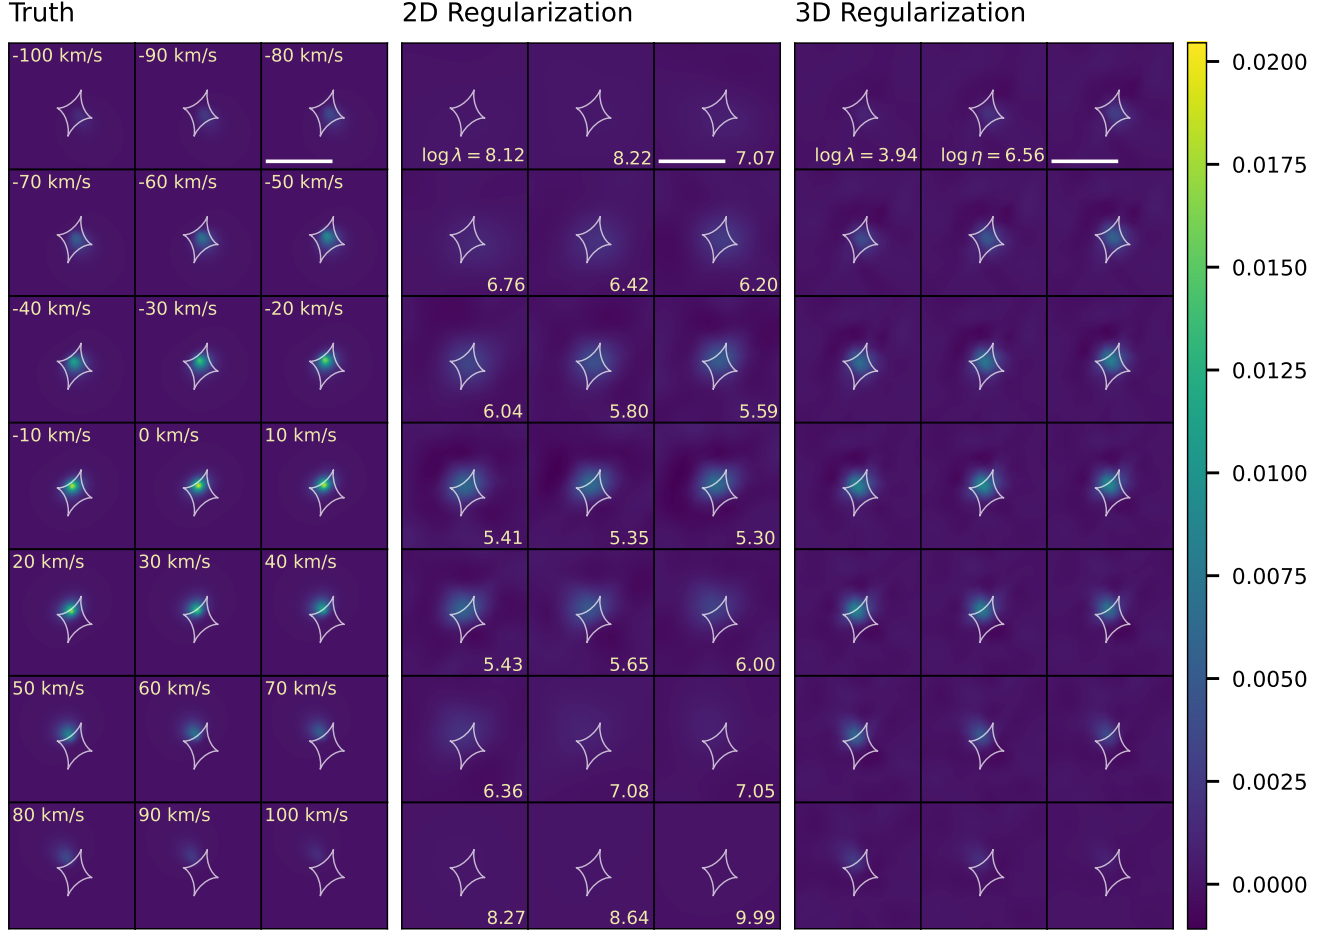 Truth
2D Regularization
3D Regularization
-100 km/s
-90 km/s
-80 km/s
log λ = 8.12
8.22
7.07
log λ = 3.94
log η = 6.56
-70 km/s
-60 km/s
-50 km/s
6.76
6.42
6.20
-40 km/s
-30 km/s
-20 km/s
6.04
5.80
5.59
-10 km/s
0 km/s
10 km/s
5.41
5.35
5.30
20 km/s
30 km/s
40 km/s
5.43
5.65
6.00
50 km/s
60 km/s
70 km/s
6.36
7.08
7.05
80 km/s
90 km/s
100 km/s
8.27
8.64
9.99
0.0200
0.0175
0.0150
0.0125
0.0100
0.0075
0.0050
0.0025
0.0000